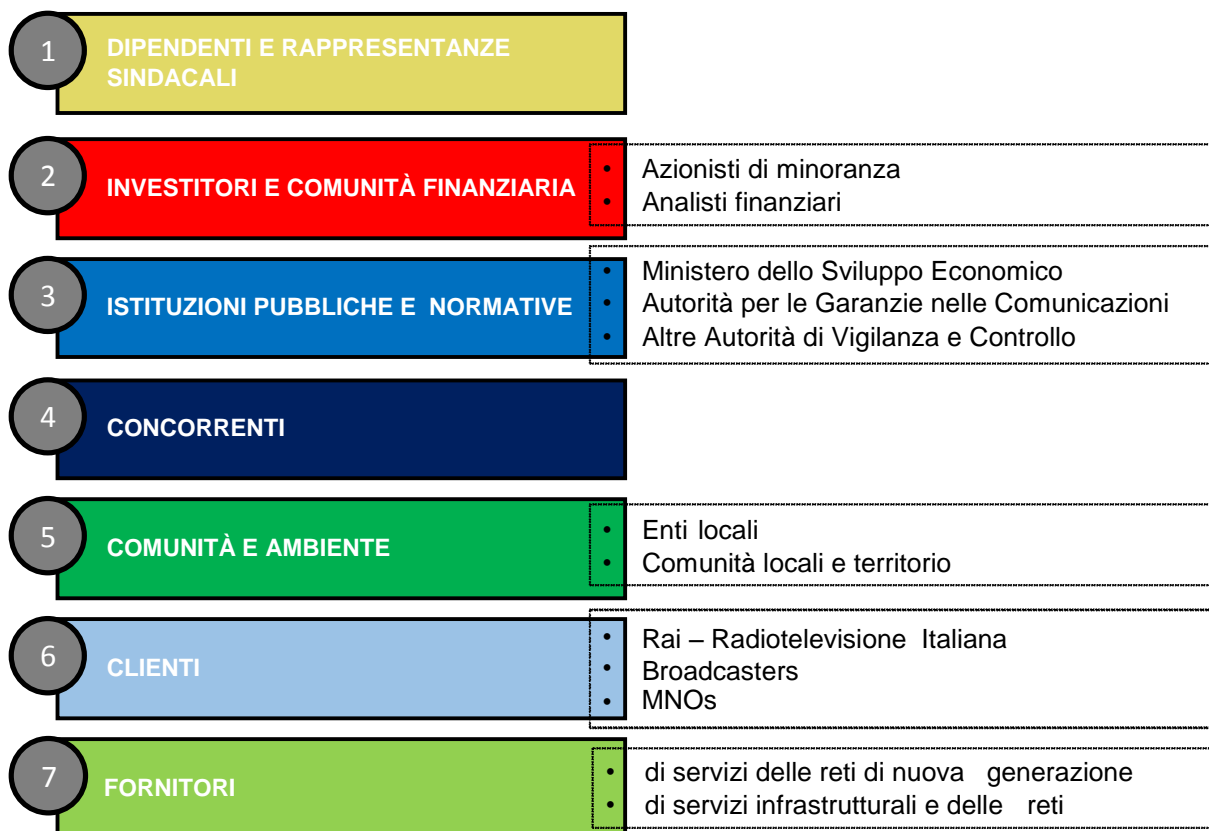 1
DIPENDENTI E RAPPRESENTANZE
SINDACALI
2
INVESTITORI E COMUNITÀ FINANZIARIA
• Azionisti di minoranza
• Analisti finanziari
3
ISTITUZIONI PUBBLICHE E NORMATIVE
• Ministero dello Sviluppo Economico
• Autorità per le Garanzie nelle Comunicazioni
• Altre Autorità di Vigilanza e Controllo
4
CONCORRENTI
5
COMUNITÀ E AMBIENTE
• Enti locali
• Comunità locali e territorio
6
CLIENTI
• Rai – Radiotelevisione Italiana
• Broadcasters
• MNOs
7
FORNITORI
• di servizi delle reti di nuova generazione
• di servizi infrastrutturali e delle reti